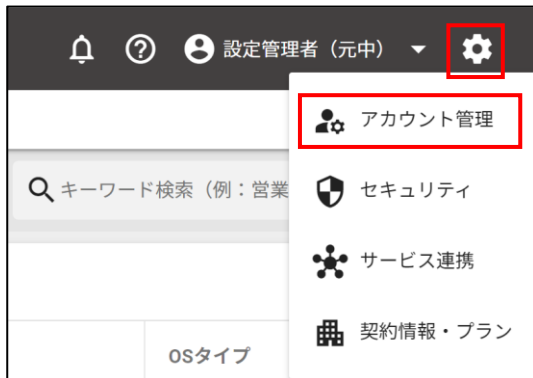 設定管理者（元中）
アカウント管理
キーワード検索（例：営業
セキュリティ
サービス連携
契約情報・プラン
OSタイプ